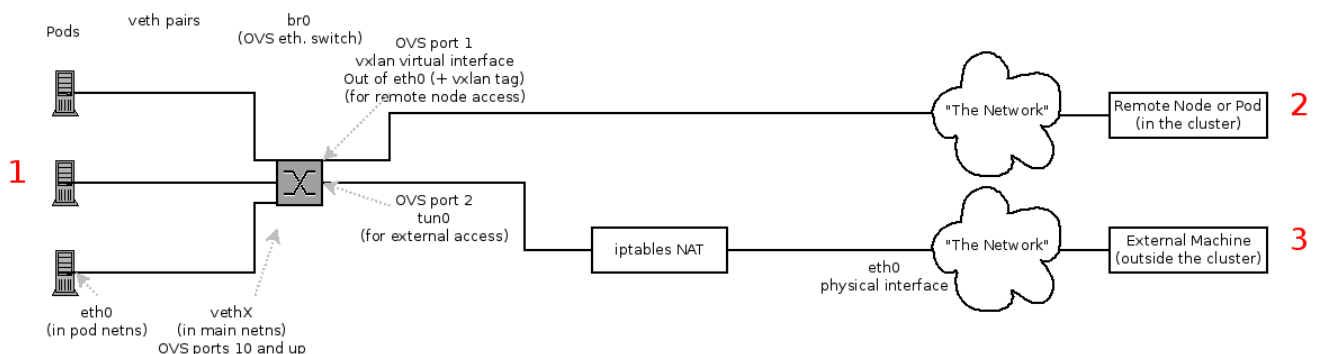 Pods
veth pairs
br0
(OVS eth. switch)
OVS port 1
vxlan virtual interface
Out of eth0 (+ vxlan tag)
(for remote node access)
"The Network"
Remote Node or Pod
(in the cluster)
2
1
OVS port 2
tun0
(for external access)
iptables NAT
eth0
physical interface
"The Network"
External Machine
(outside the cluster)
3
eth0
(in pod netns)
vethX
(in main netns)
OVS ports 10 and up